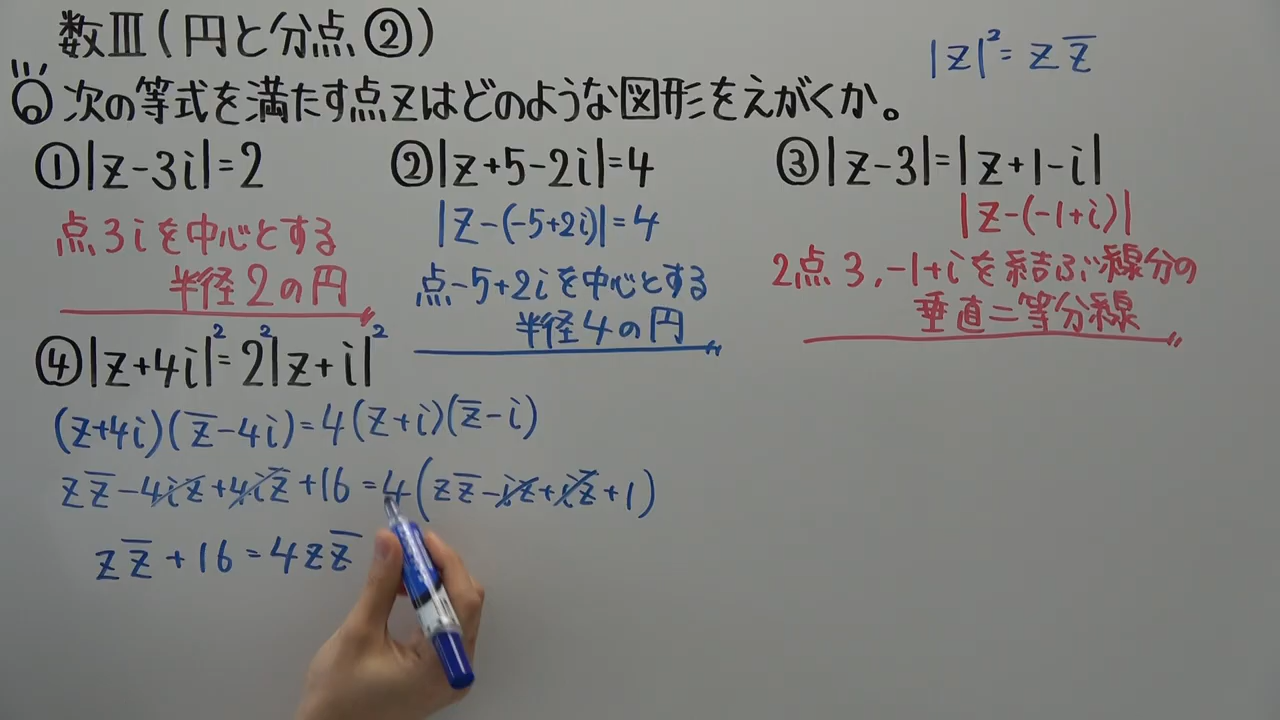 数Ⅲ(円と分点②)
|z|²=z z̄
Q 次の等式を満たす点zはどのような図形をえがくか。
①|z-3i|=2
点3iを中心とする
半径2の円
②|z+5-2i|=4
|z-(-5+2i)|=4
点-5+2iを中心とする
半径4の円
③|z-3|=|z+1-i|
|z-(-1+i)|
2点3,-1+iを結ぶ線分の
垂直二等分線
④|z+4i|²=2²|z+i|²
(z+4i)(z̄-4i)=4(z+i)(z̄-i)
zz̄-4iz+4iz̄+16=4(zz̄-iz+iz̄+1)
zz̄+16=4zz̄